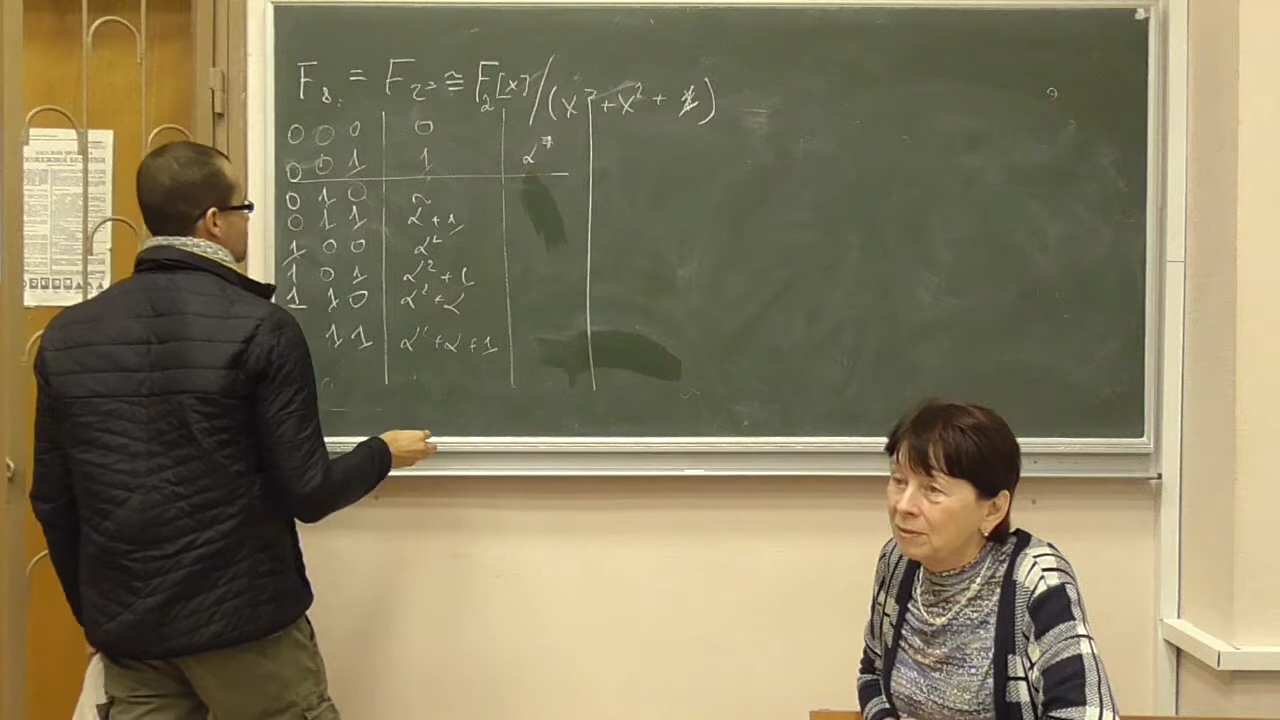 F₈ = F₂³ ≅ F₂[x]/(x³ + x² + 1)
0 0 0 | 0
0 0 1 | 1 | α⁷
0 1 0 | α
0 1 1 | α + 1
1 0 0 | α²
1 0 1 | α² + 1
1 1 0 | α² + α
1 1 | α² + α + 1